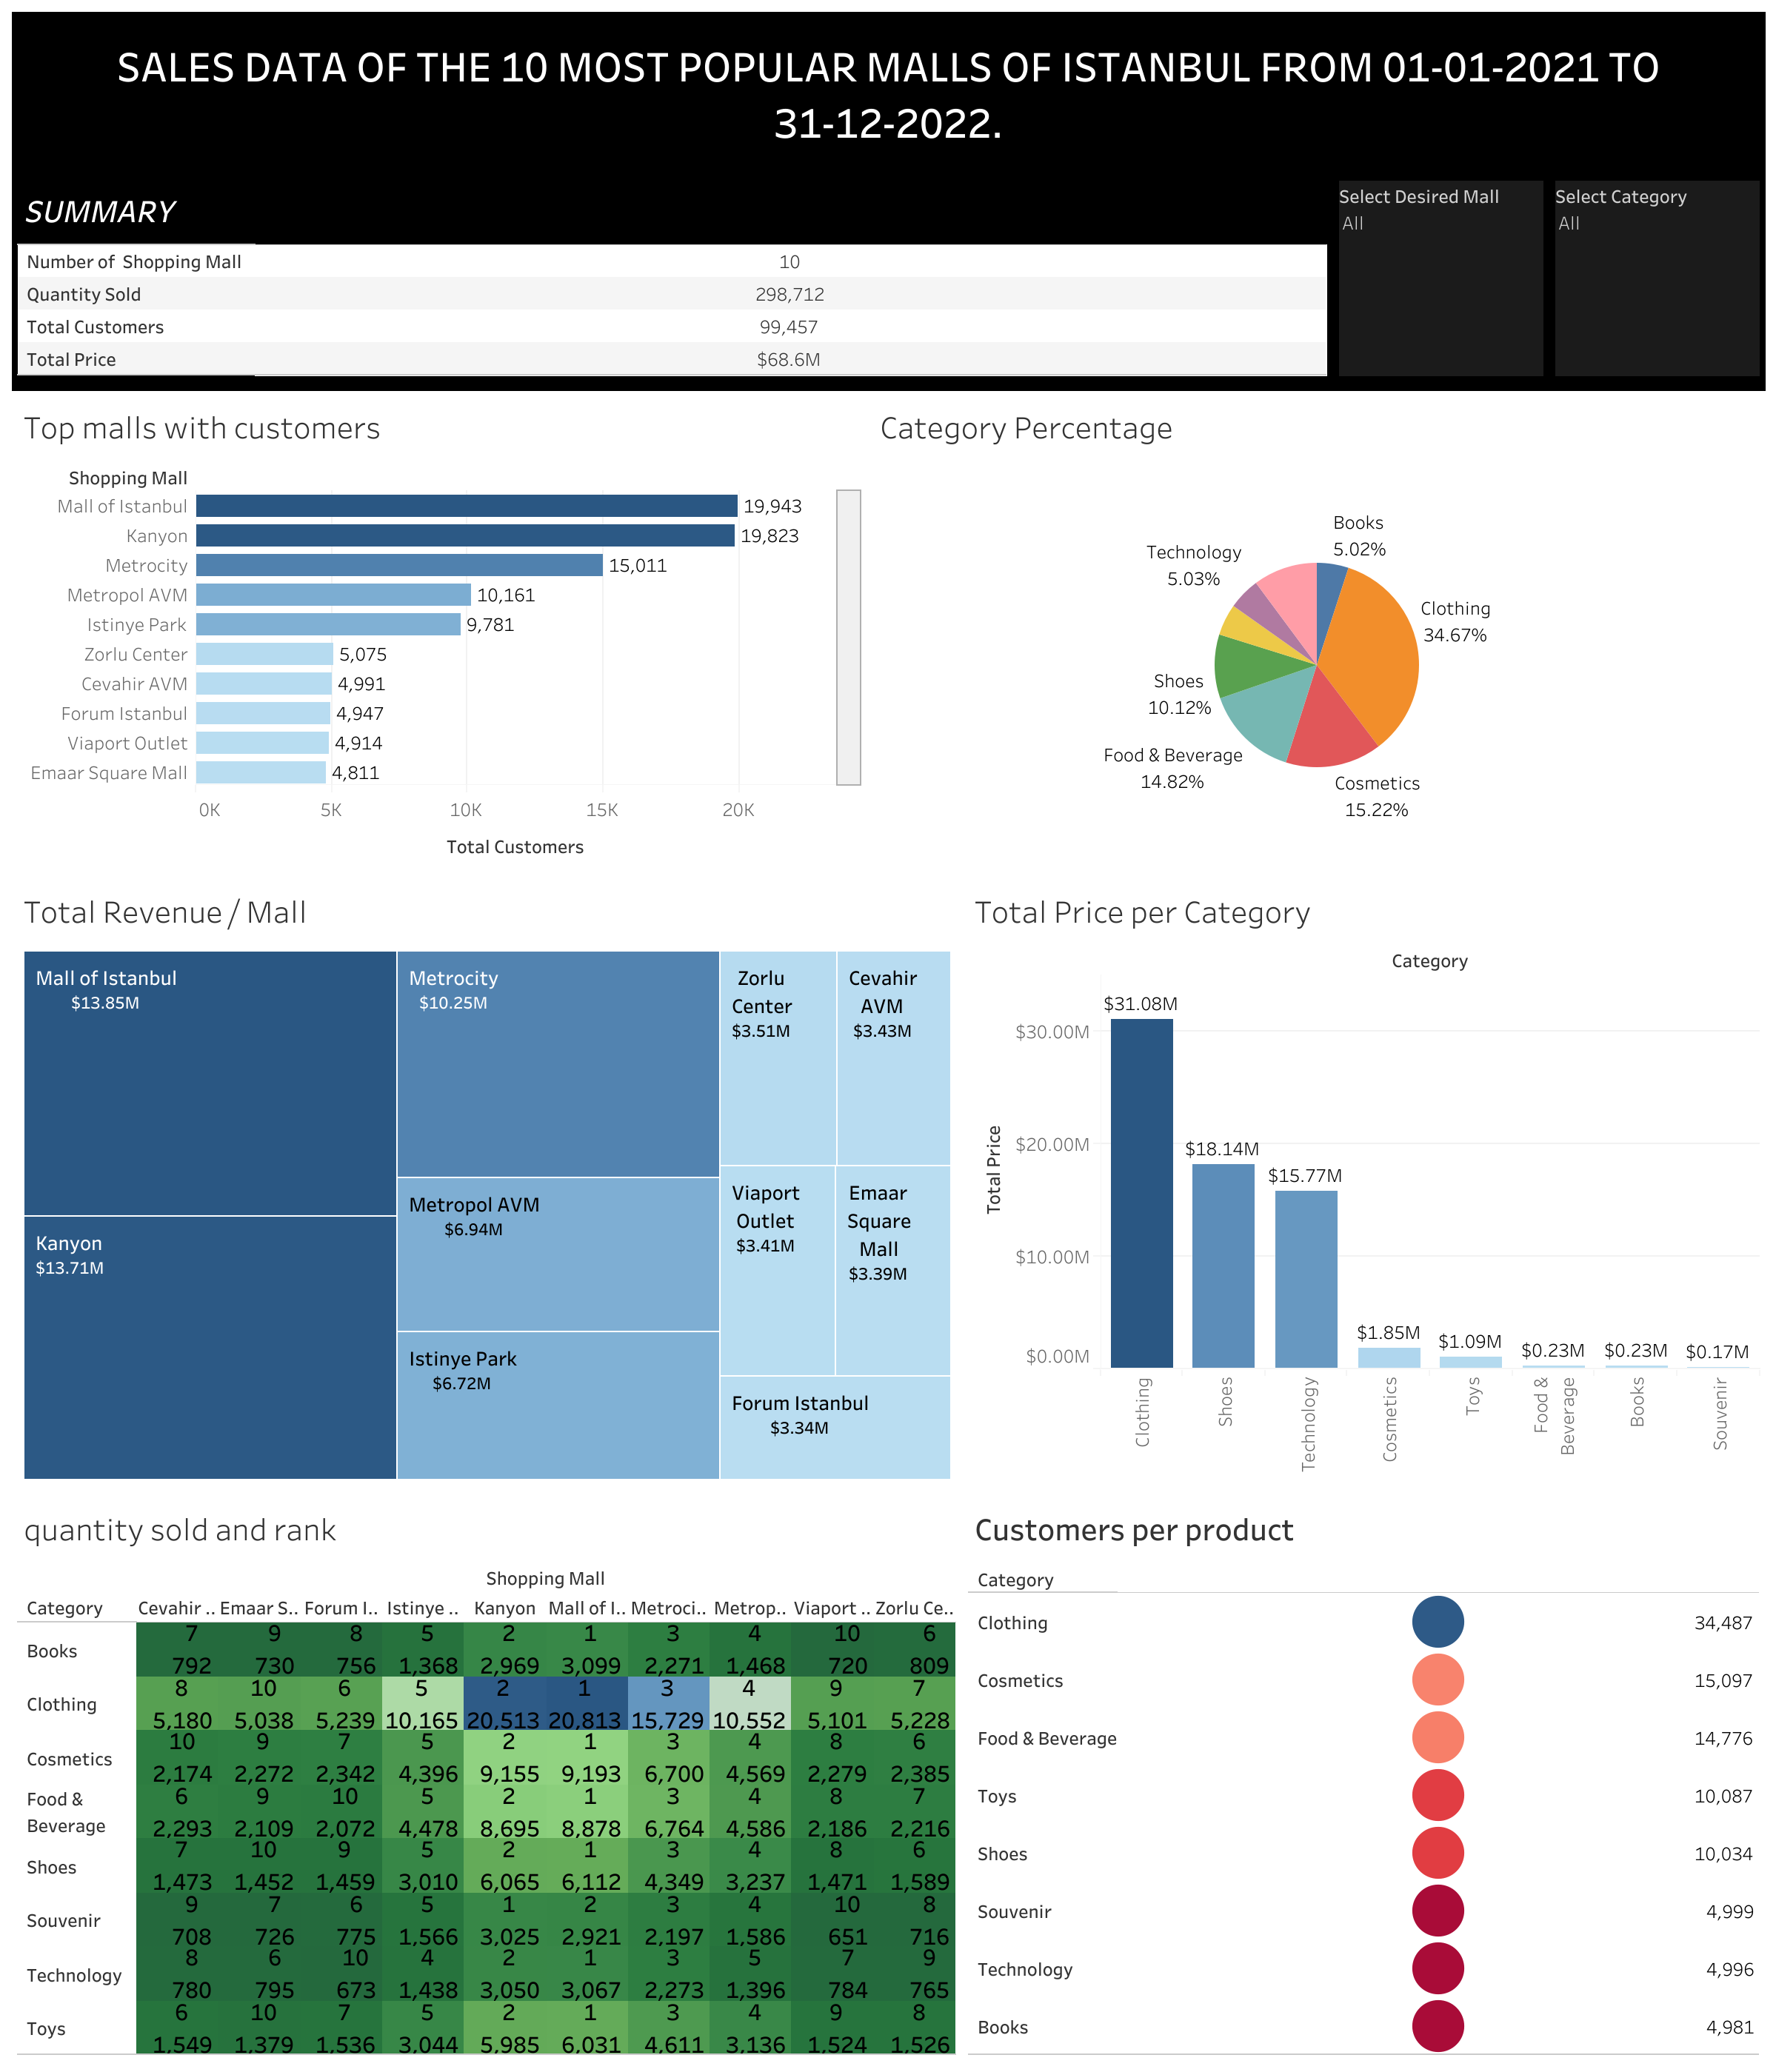 SALES DATA OF THE 10 MOST POPULAR MALLS OF ISTANBUL FROM 01-01-2021 TO
31-12-2022.
SUMMARY
Select Desired Mall
All
Select Category
All
Number of Shopping Mall 10
Quantity Sold 298,712
Total Customers 99,457
Total Price $68.6M
Top malls with customers
Shopping Mall
Mall of Istanbul 19,943
Kanyon 19,823
Metrocity 15,011
Metropol AVM 10,161
Istinye Park 9,781
Zorlu Center 5,075
Cevahir AVM 4,991
Forum Istanbul 4,947
Viaport Outlet 4,914
Emaar Square Mall 4,811
0K 5K 10K 15K 20K
Total Customers
Category Percentage
Books
5.02%
Technology
5.03%
Clothing
34.67%
Shoes
10.12%
Food & Beverage
14.82%
Cosmetics
15.22%
Total Revenue / Mall
Mall of Istanbul
$13.85M
Kanyon
$13.71M
Metrocity
$10.25M
Metropol AVM
$6.94M
Istinye Park
$6.72M
Zorlu
Center
$3.51M
Cevahir
AVM
$3.43M
Viaport
Outlet
$3.41M
Emaar
Square
Mall
$3.39M
Forum Istanbul
$3.34M
Total Price per Category
Category
Total Price
$30.00M
$20.00M
$10.00M
$0.00M
$31.08M
$18.14M
$15.77M
$1.85M
$1.09M
$0.23M
$0.23M
$0.17M
Clothing
Shoes
Technology
Cosmetics
Toys
Food &
Beverage
Books
Souvenir
quantity sold and rank
Shopping Mall
Category Cevahir .. Emaar S.. Forum I.. Istinye .. Kanyon Mall of I.. Metroci.. Metrop.. Viaport .. Zorlu Ce..
Books
7 9 8 5 2 1 3 4 10 6
792 730 756 1,368 2,969 3,099 2,271 1,468 720 809
Clothing
8 10 6 5 2 1 3 4 9 7
5,180 5,038 5,239 10,165 20,513 20,813 15,729 10,552 5,101 5,228
Cosmetics
10 9 7 5 2 1 3 4 8 6
2,174 2,272 2,342 4,396 9,155 9,193 6,700 4,569 2,279 2,385
Food &
Beverage
6 9 10 5 2 1 3 4 8 7
2,293 2,109 2,072 4,478 8,695 8,878 6,764 4,586 2,186 2,216
Shoes
7 10 9 5 2 1 3 4 8 6
1,473 1,452 1,459 3,010 6,065 6,112 4,349 3,237 1,471 1,589
Souvenir
9 7 6 5 1 2 3 4 10 8
708 726 775 1,566 3,025 2,921 2,197 1,586 651 716
Technology
8 6 10 4 2 1 3 5 7 9
780 795 673 1,438 3,050 3,067 2,273 1,396 784 765
Toys
6 10 7 5 2 1 3 4 9 8
1,549 1,379 1,536 3,044 5,985 6,031 4,611 3,136 1,524 1,526
Customers per product
Category
Clothing 34,487
Cosmetics 15,097
Food & Beverage 14,776
Toys 10,087
Shoes 10,034
Souvenir 4,999
Technology 4,996
Books 4,981